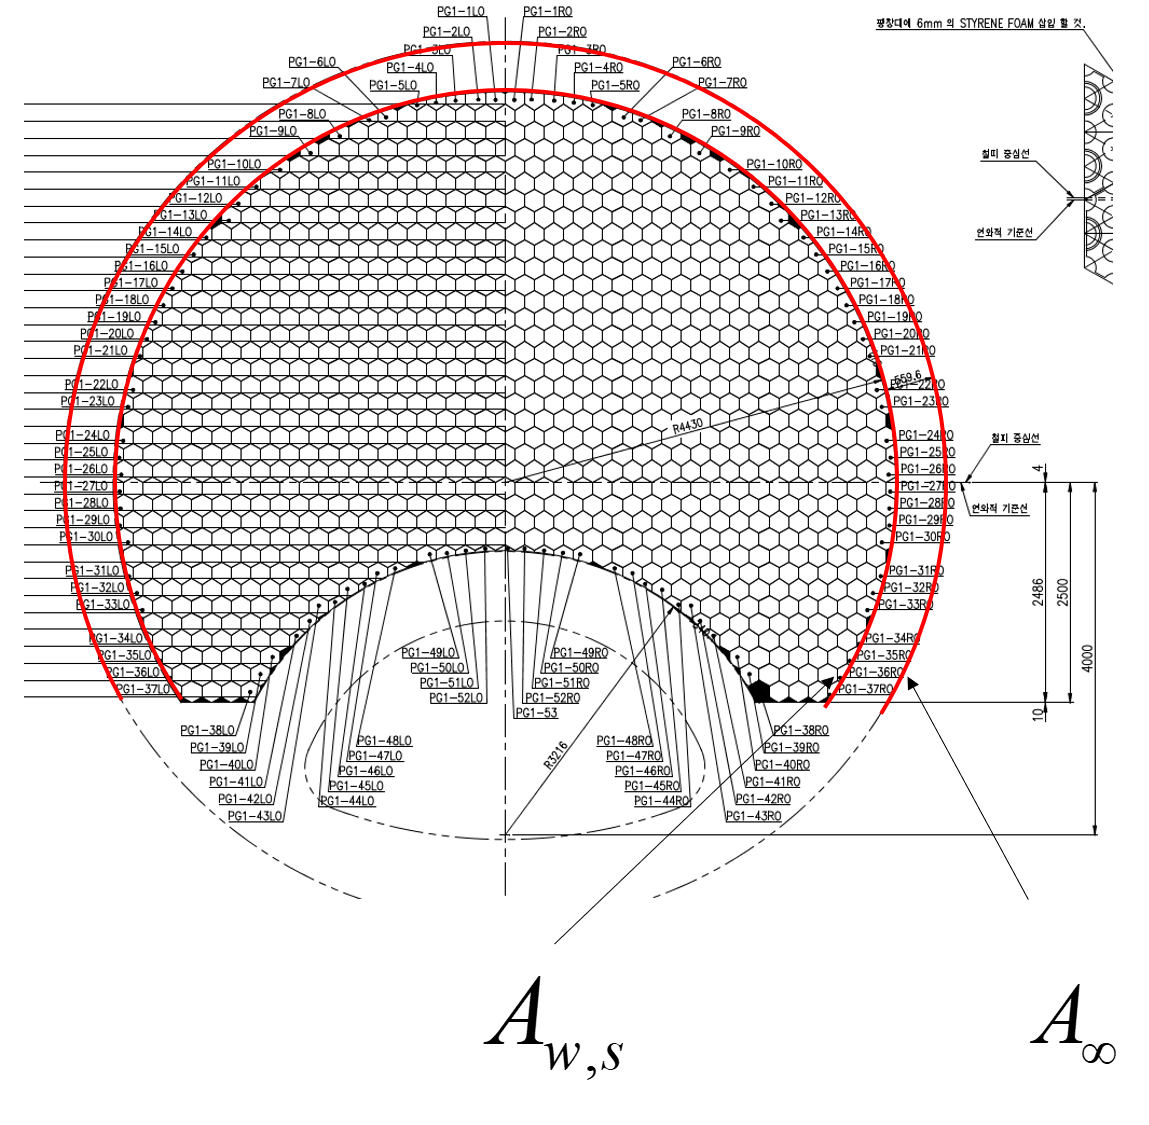 PG1-1LO PG1-1RO
평창대에 6mm 의 STYRENE FOAM 삽입 할 것.
PG1-2LO PG1-2RO
PG1-3LO PG1-3RO
PG1-6LO PG1-4LO PG1-4RO PG1-6RO
PG1-7LO PG1-5LO PG1-5RO PG1-7RO
PG1-8LO PG1-8RO
PG1-9LO PG1-9RO
철피 중심선
PG1-10LO PG1-10RO
PG1-11LO PG1-11RO
PG1-12LO PG1-12RO
PG1-13LO PG1-13RO
PG1-14LO PG1-14RO
연와적 기준선
PG1-15LO PG1-15RO
PG1-16LO PG1-16RO
PG1-17LO PG1-17RO
PG1-18LO PG1-18RO
PG1-19LO PG1-19RO
PG1-20LO PG1-20RO
PG1-21LO PG1-21RO
559.6
PG1-22LO PG1-22RO
PG1-23LO PG1-23RO
R4430
PG1-24LO PG1-24RO
철피 중심선
PG1-25LO PG1-25RO
PG1-26LO PG1-26RO
4
PG1-27LO PG1-27RO
PG1-28LO PG1-28RO
연와적 기준선
PG1-29LO PG1-29RO
PG1-30LO PG1-30RO
PG1-31LO PG1-31RO
PG1-32LO PG1-32RO
2486 2500
PG1-33LO PG1-33RO
PG1-34LO PG1-34RO
PG1-35LO PG1-49LO PG1-49RO PG1-35RO
4000
PG1-36LO PG1-50LO PG1-50RO PG1-36RO
PG1-37LO PG1-51LO PG1-51RO PG1-37RO
PG1-52LO PG1-52RO
PG1-53
10
PG1-38LO PG1-48LO PG1-48RO PG1-38RO
PG1-39LO PG1-47LO R3216 PG1-47RO PG1-39RO
PG1-40LO PG1-46LO PG1-46RO PG1-40RO
PG1-41LO PG1-45LO PG1-45RO PG1-41RO
PG1-42LO PG1-44LO PG1-44RO PG1-42RO
PG1-43LO PG1-43RO
A w,s A ∞